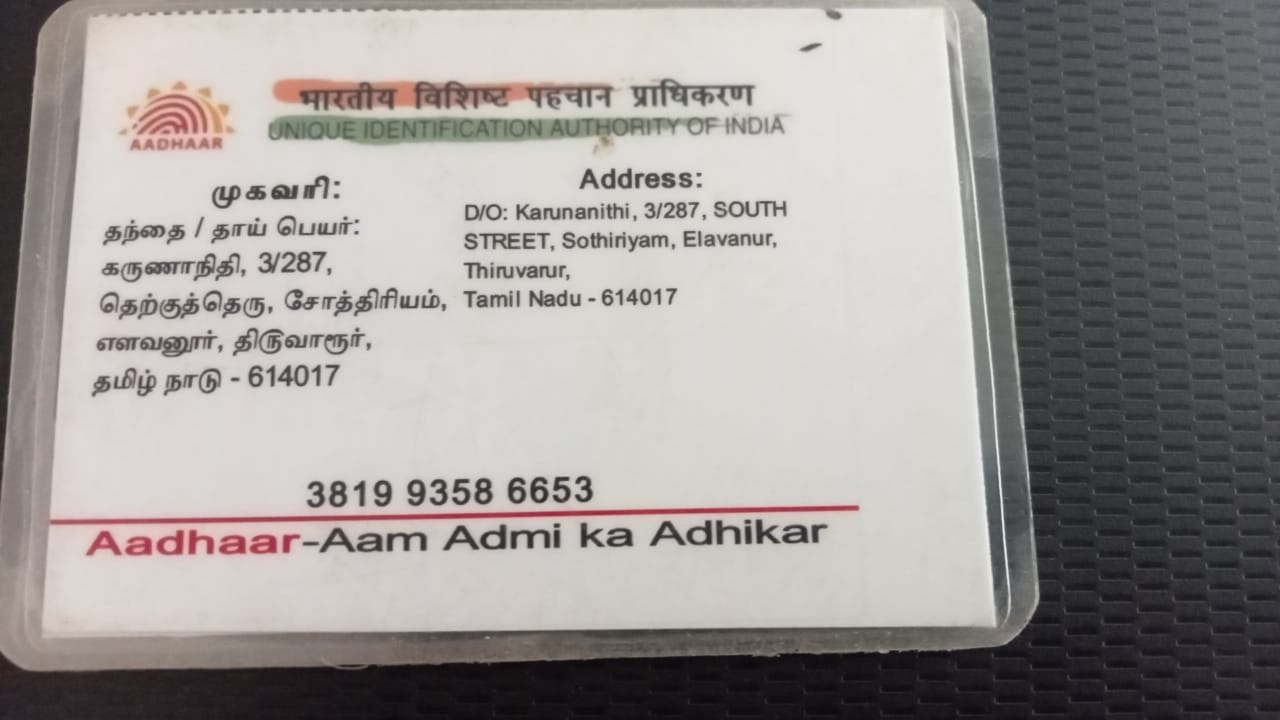 भारतीय विशिष्ट पहचान प्राधिकरण
UNIQUE IDENTIFICATION AUTHORITY OF INDIA
AADHAAR
முகவரி:
தந்தை / தாய் பெயர்:
கருணாநிதி, 3/287,
தெற்குத்தெரு, சோத்திரியம்,
எளவனூர், திருவாரூர்,
தமிழ் நாடு - 614017
Address:
D/O: Karunanithi, 3/287, SOUTH
STREET, Sothiriyam, Elavanur,
Thiruvarur,
Tamil Nadu - 614017
3819 9358 6653
Aadhaar-Aam Admi ka Adhikar